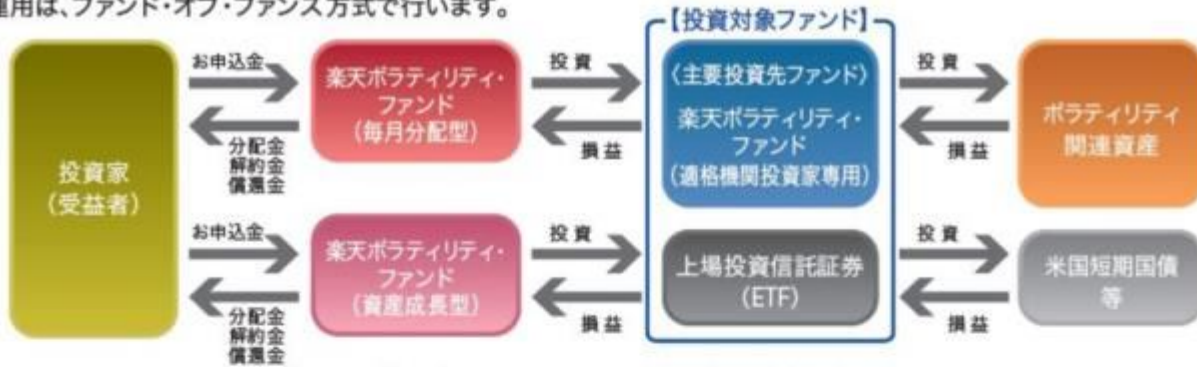 運用は、ファンド・オブ・ファンズ方式で行います。
【投資対象ファンド】
投資家
(受益者)
お申込金
分配金
解約金
償還金
楽天ボラティリティ・
ファンド
(毎月分配型)
投資
損益
〈主要投資先ファンド〉
楽天ボラティリティ・
ファンド
(適格機関投資家専用)
投資
損益
ボラティリティ
関連資産
お申込金
分配金
解約金
償還金
楽天ボラティリティ・
ファンド
(資産成長型)
投資
損益
上場投資信託証券
(ETF)
投資
損益
米国短期国債
等